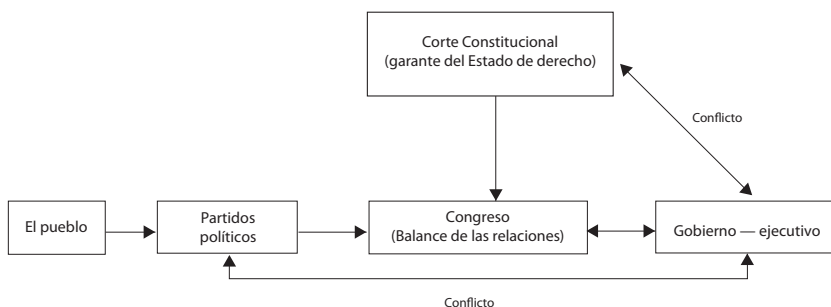 Corte Constitucional
(garante del Estado de derecho)
Conflicto
El pueblo
Partidos
políticos
Congreso
(Balance de las relaciones)
Gobierno — ejecutivo
Conflicto